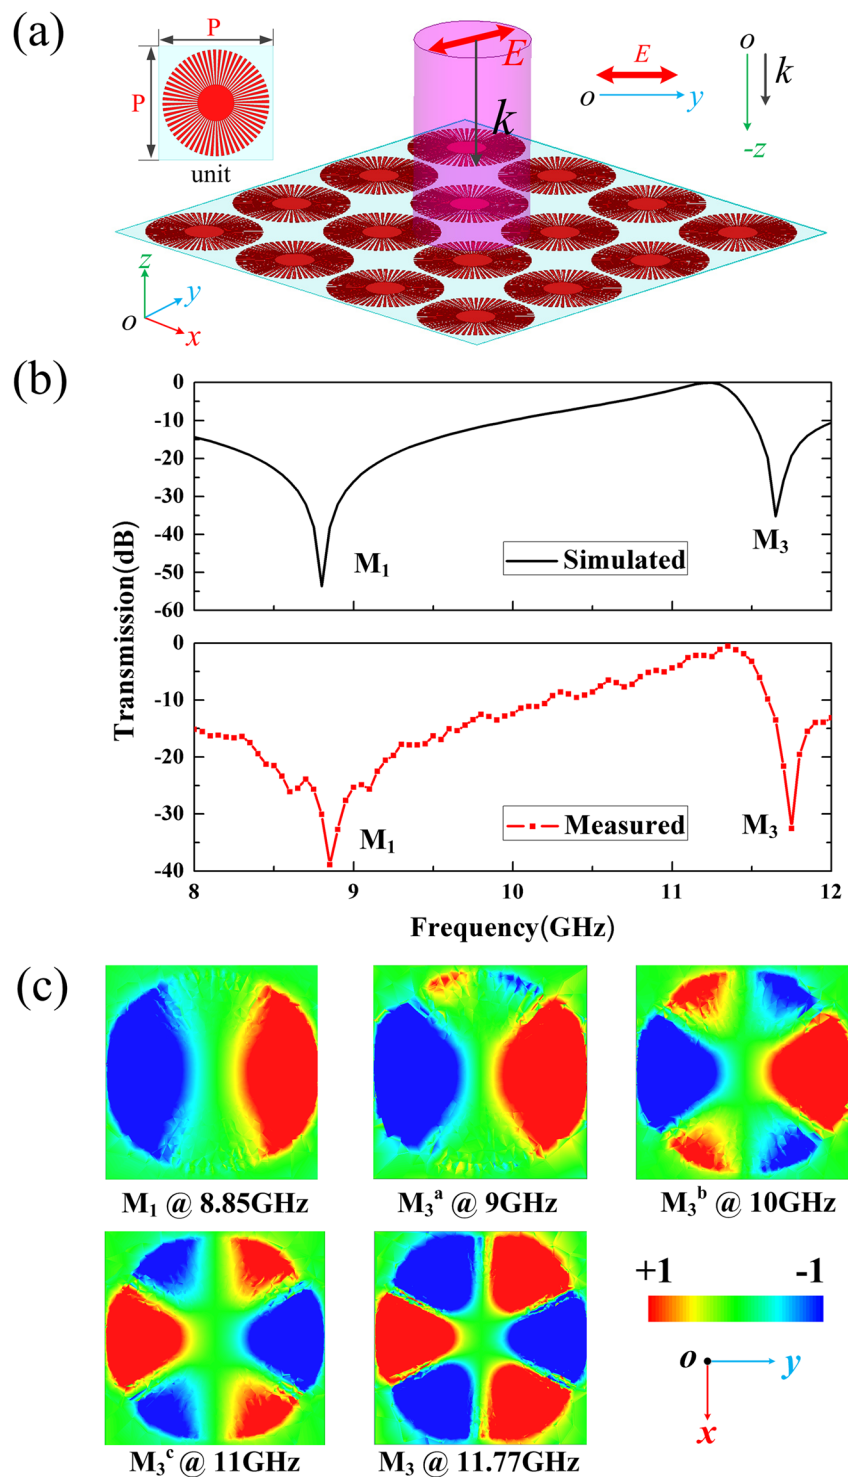 (a)
P
P
unit
E
k
E
o
y
o
k
-z
z
y
o
x
(b)
0
-10
-20
-30
-40
-50
-60
M₁
M₃
Simulated
Transmission(dB)
0
-10
-20
-30
-40
M₁
M₃
Measured
8
9
10
11
12
Frequency(GHz)
(c)
M₁ @ 8.85GHz
M₃ᵃ @ 9GHz
M₃ᵇ @ 10GHz
M₃ᶜ @ 11GHz
M₃ @ 11.77GHz
+1
-1
o
y
x